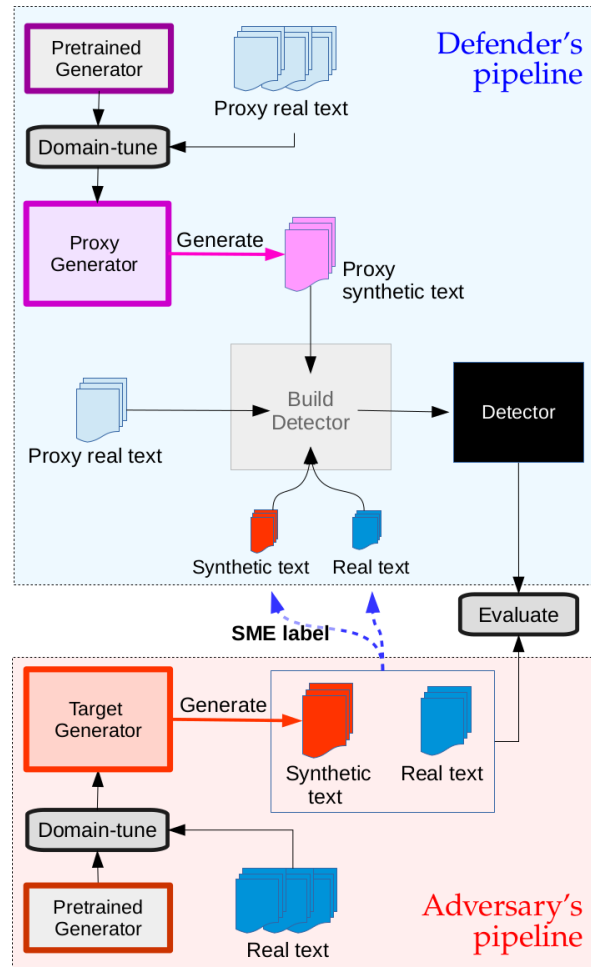 Pretrained
Generator
Defender's
pipeline
Proxy real text
Domain-tune
Proxy
Generator
Generate
Proxy
synthetic text
Build
Detector
Detector
Proxy real text
Synthetic text
Real text
SME label
Evaluate
Target
Generator
Generate
Synthetic
text
Real text
Domain-tune
Pretrained
Generator
Real text
Adversary's
pipeline